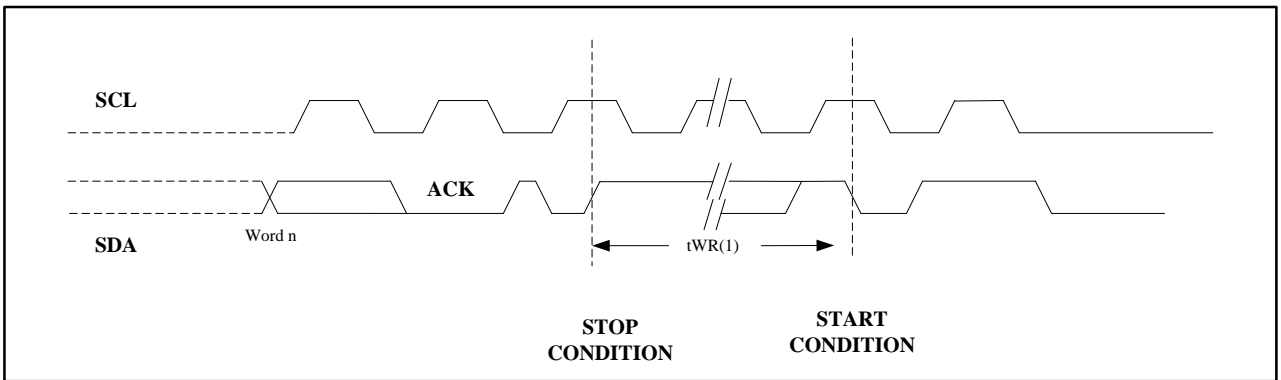 SCL
ACK
Word n
SDA
tWR(1)
STOP
CONDITION
START
CONDITION